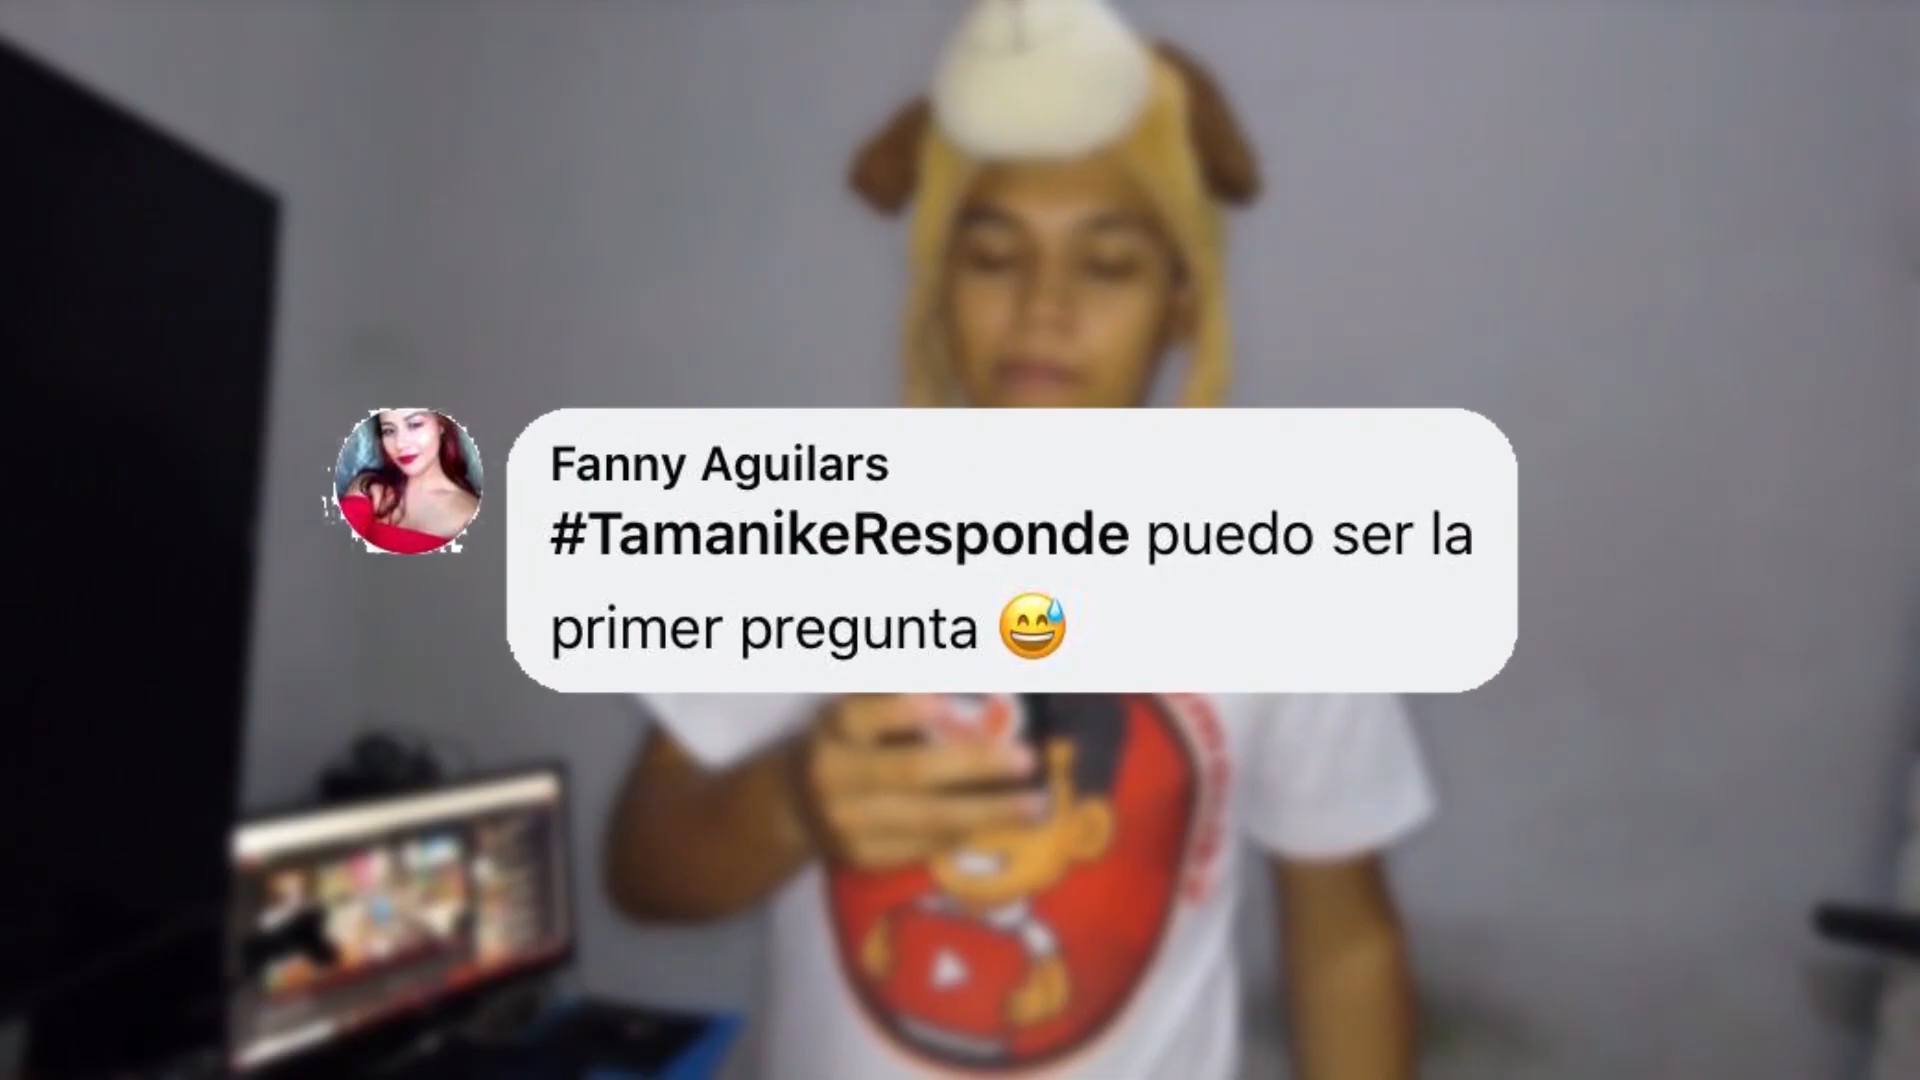 Fanny Aguilars
#TamanikeResponde puedo ser la
primer pregunta 😅